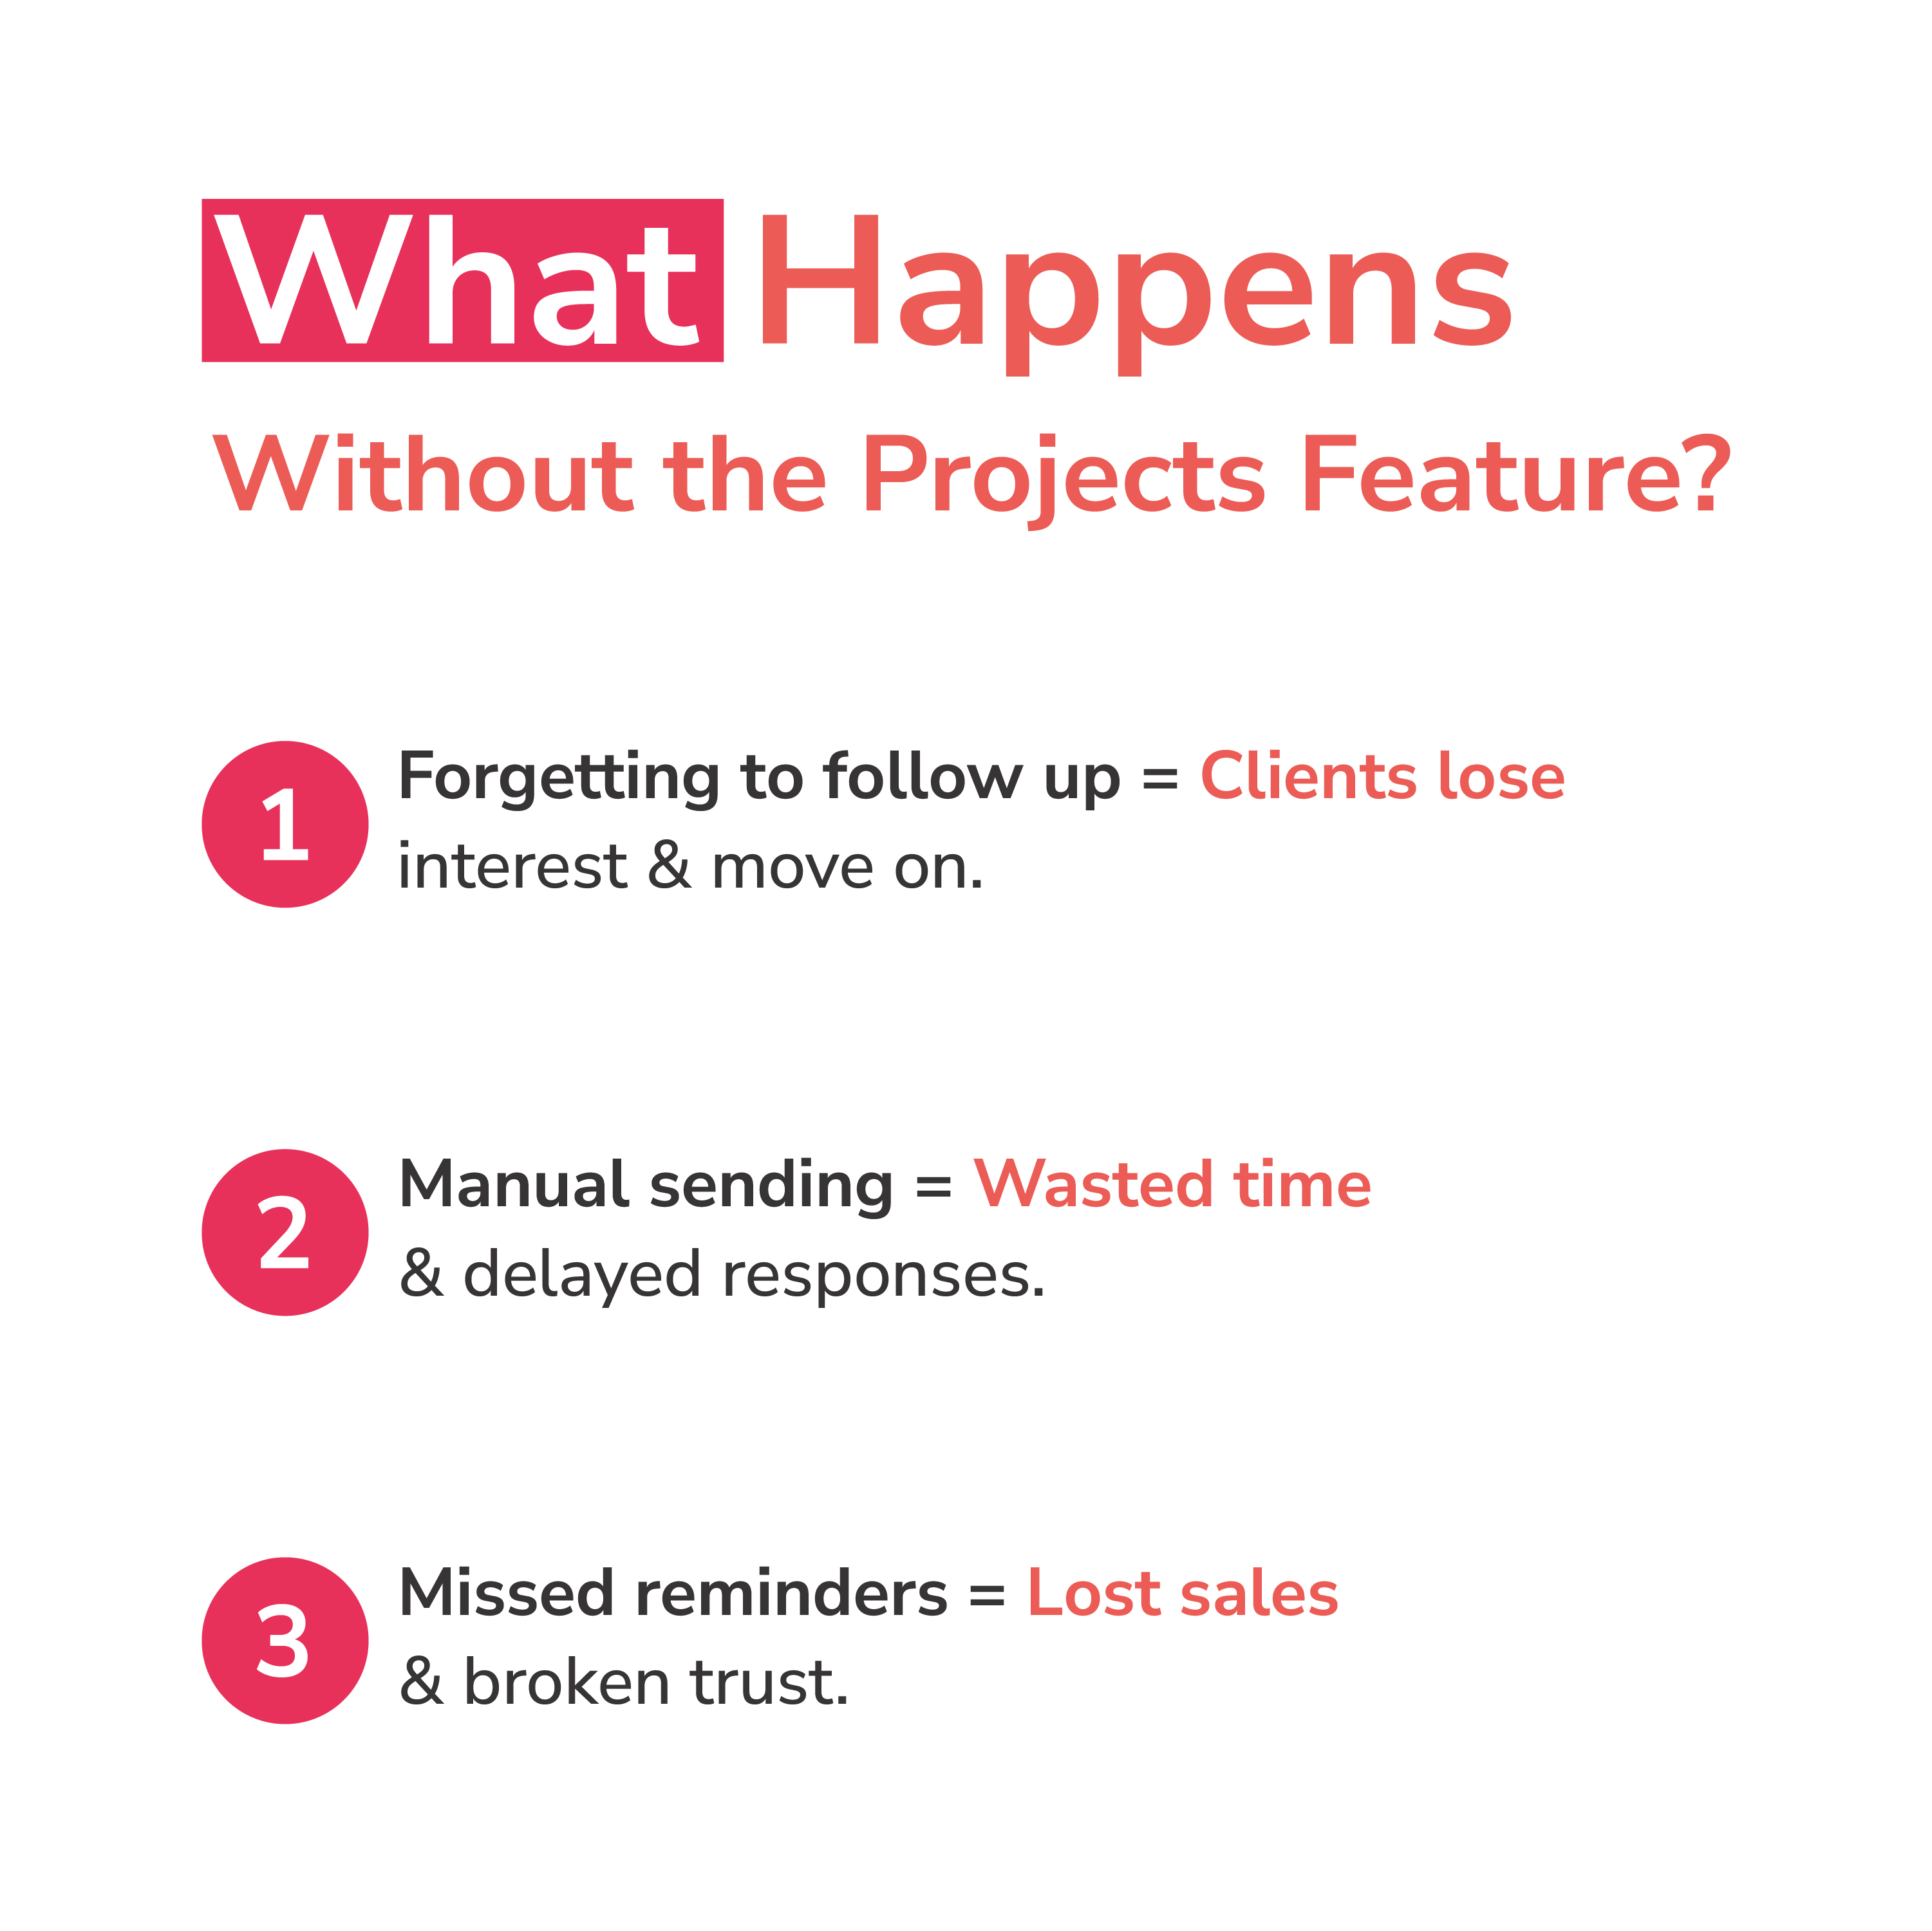 What Happens
Without the Projects Feature?
1
Forgetting to follow up = Clients lose
interest & move on.
2
Manual sending = Wasted time
& delayed responses.
3
Missed reminders = Lost sales
& broken trust.